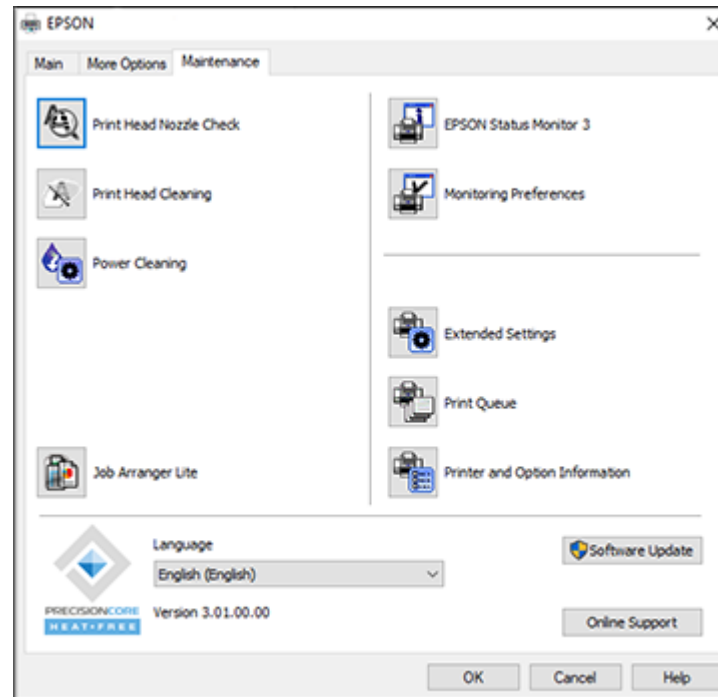 EPSON
Main More Options Maintenance
Print Head Nozzle Check
Print Head Cleaning
Power Cleaning
Job Arranger Lite
EPSON Status Monitor 3
Monitoring Preferences
Extended Settings
Print Queue
Printer and Option Information
PRECISIONCORE
HEAT-FREE
Language
English (English)
Version 3.01.00.00
Software Update
Online Support
OK Cancel Help